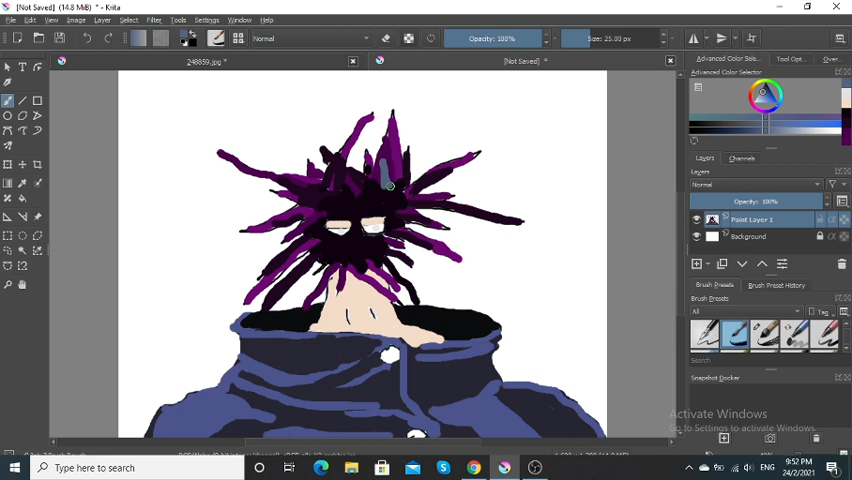 [Not Saved] (14.8 MiB) * - Krita
File Edit View Image Layer Select Filter Tools Settings Window Help
Normal Opacity: 100% Size: 25.00 px
248859.jpg * [Not Saved] * Advanced Color Selec... Tool Opt... Over...
Advanced Color Selector
Layers Channels
Layers
Normal
Opacity: 100%
Paint Layer 1
Background
Brush Presets Brush Preset History
Brush Presets
All Tag
Search
Snapshot Docker
Activate Windows
Go to Settings to activate Windows.
Type here to search
ENG
9:52 PM
24/2/2021